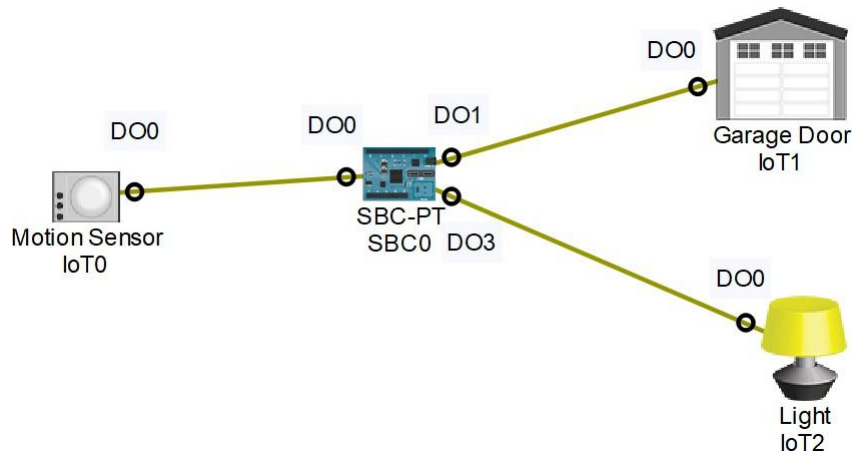 DO0
DO0
DO0
DO1
Garage Door
IoT1
Motion Sensor
IoT0
SBC-PT
SBC0
DO3
DO0
Light
IoT2